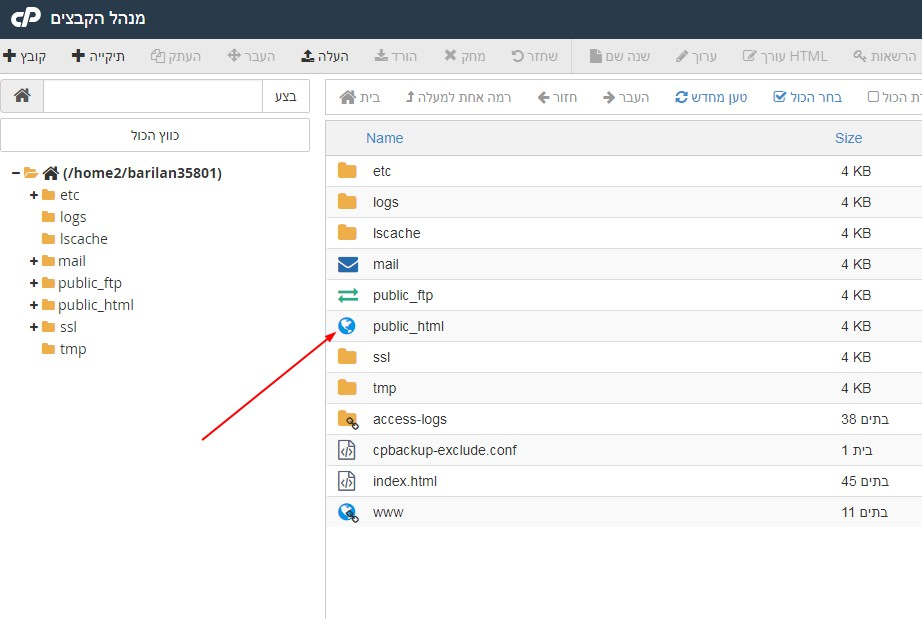 cP מנהל הקבצים
קובץ תיקייה העתק העבר העלה הורד מחק שחזר שנה שם ערוך HTML עורך הרשאות
בצע
כווץ הכול
(/home2/barilan35801)
etc
logs
lscache
mail
public_ftp
public_html
ssl
tmp
בית רמה אחת למעלה חזור העבר טען מחדש בחר הכול הכול
Name Size
etc 4 KB
logs 4 KB
lscache 4 KB
mail 4 KB
public_ftp 4 KB
public_html 4 KB
ssl 4 KB
tmp 4 KB
access-logs 38 בתים
cpbackup-exclude.conf 1 בית
index.html 45 בתים
www 11 בתים